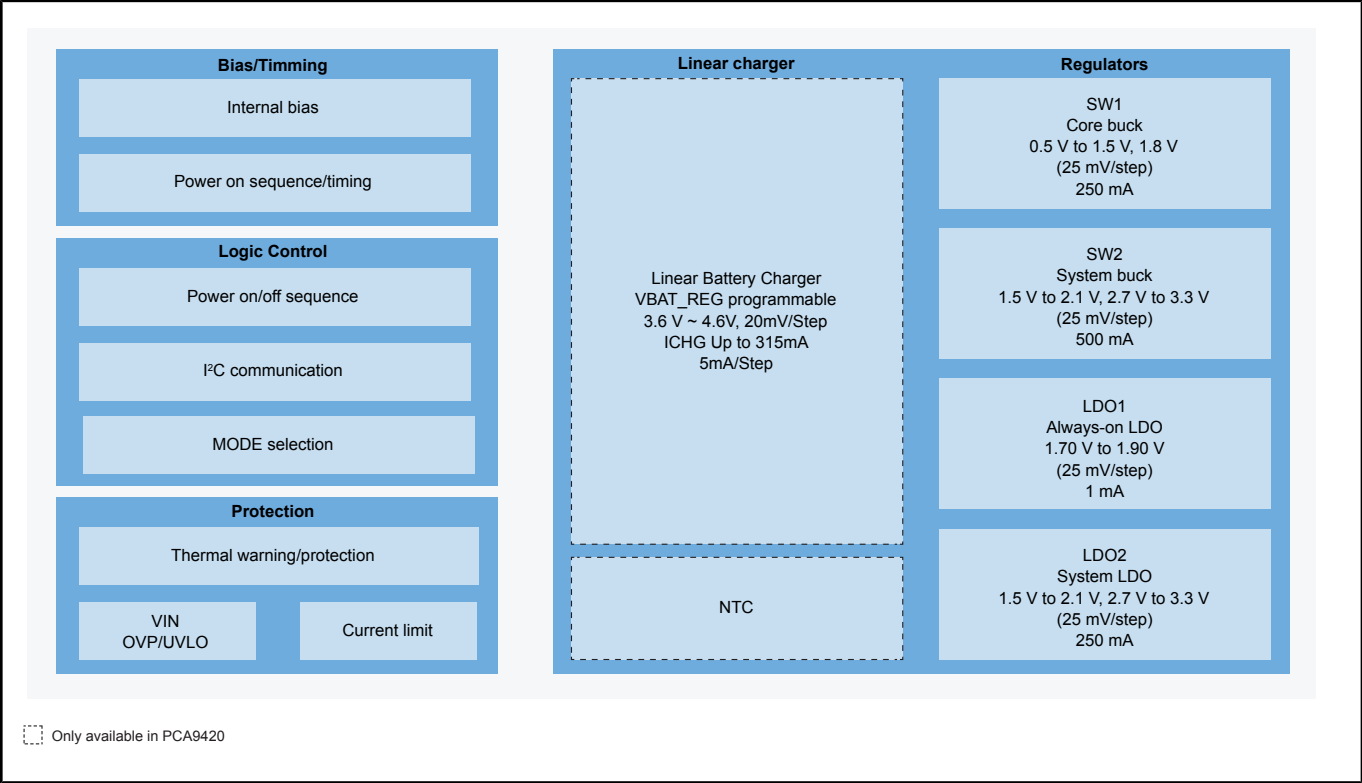 Bias/Timming
Internal bias
Power on sequence/timing
Logic Control
Power on/off sequence
I²C communication
MODE selection
Protection
Thermal warning/protection
VIN
OVP/UVLO
Current limit
Linear charger
Linear Battery Charger
VBAT_REG programmable
3.6 V ~ 4.6V, 20mV/Step
ICHG Up to 315mA
5mA/Step
NTC
Regulators
SW1
Core buck
0.5 V to 1.5 V, 1.8 V
(25 mV/step)
250 mA
SW2
System buck
1.5 V to 2.1 V, 2.7 V to 3.3 V
(25 mV/step)
500 mA
LDO1
Always-on LDO
1.70 V to 1.90 V
(25 mV/step)
1 mA
LDO2
System LDO
1.5 V to 2.1 V, 2.7 V to 3.3 V
(25 mV/step)
250 mA
Only available in PCA9420